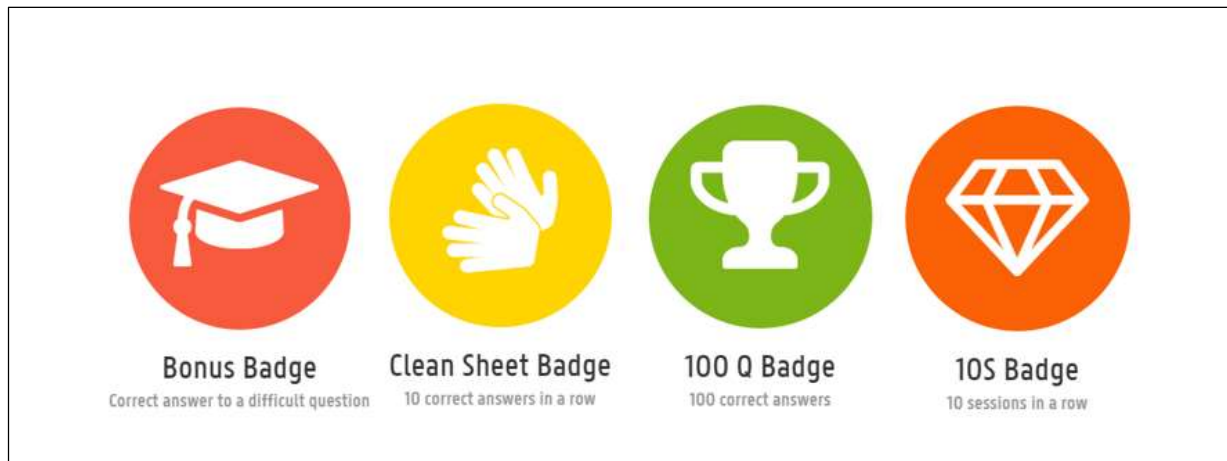 Bonus Badge
Correct answer to a difficult question
Clean Sheet Badge
10 correct answers in a row
100 Q Badge
100 correct answers
10S Badge
10 sessions in a row